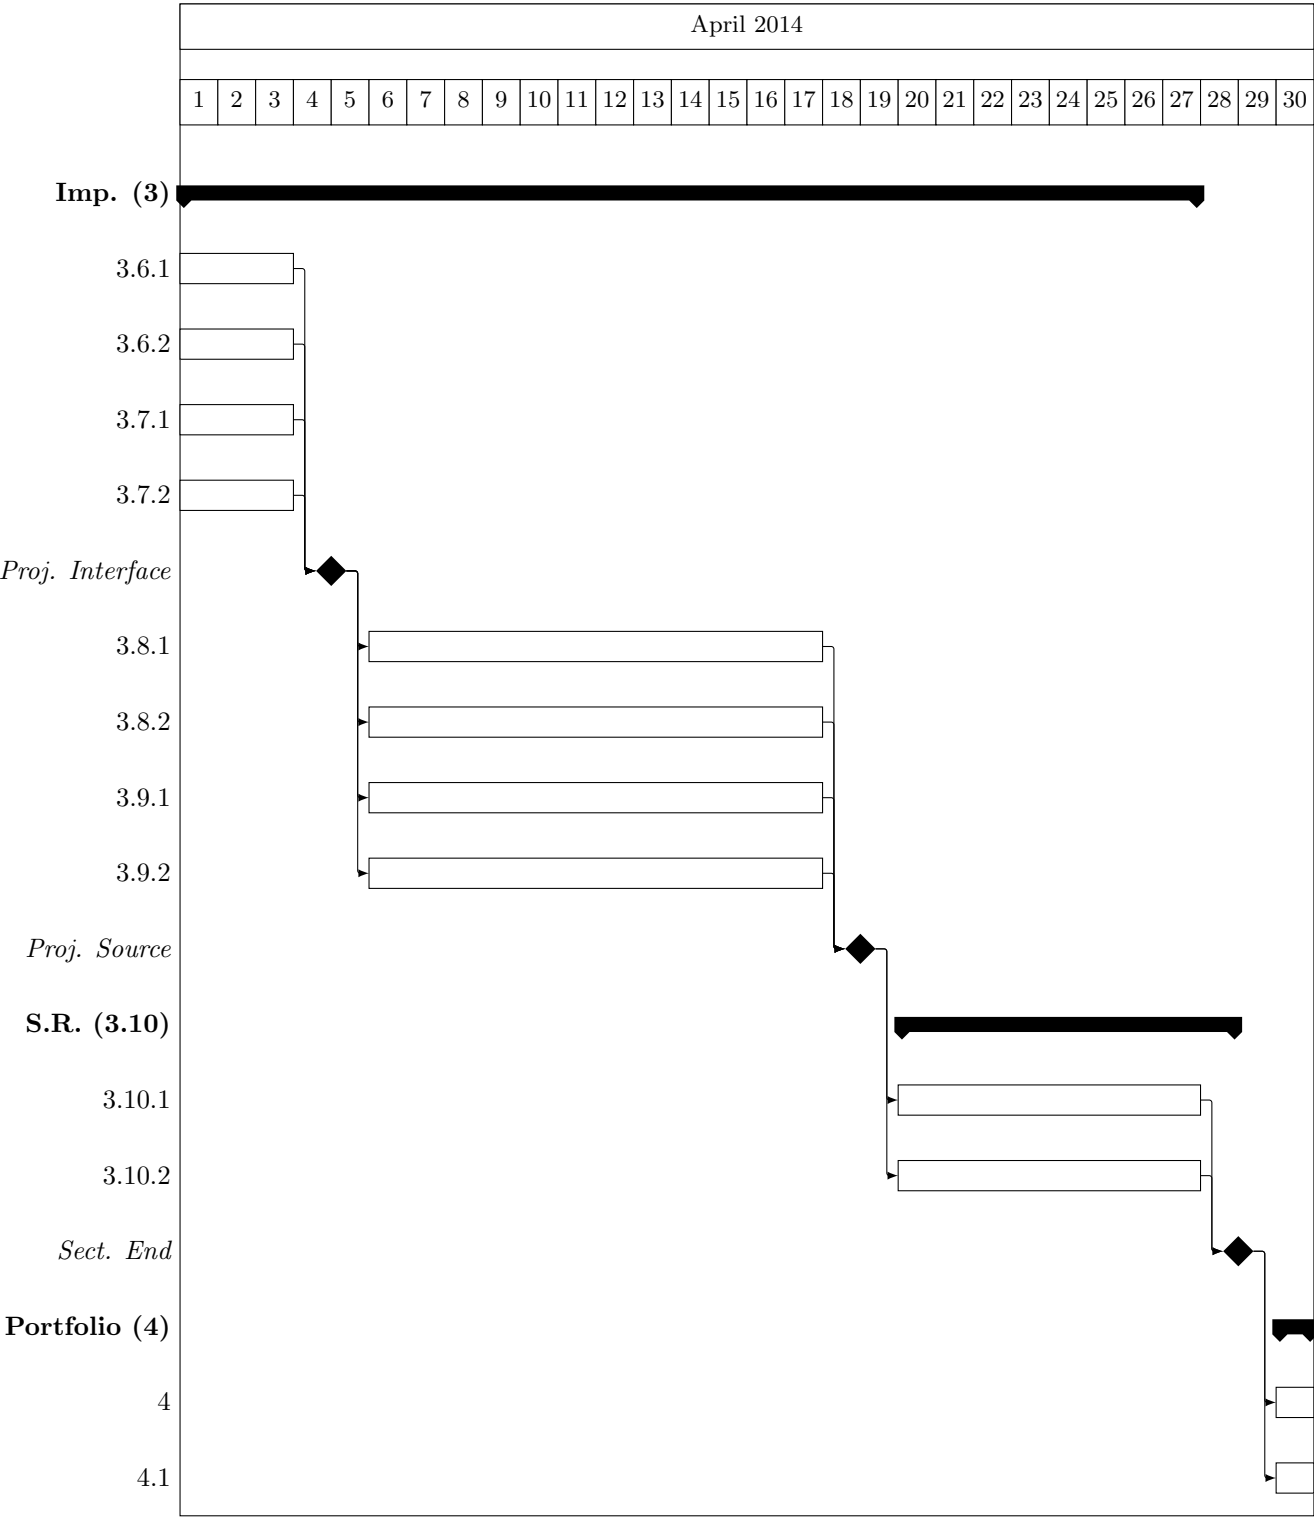 April 2014
1 2 3 4 5 6 7 8 9 10 11 12 13 14 15 16 17 18 19 20 21 22 23 24 25 26 27 28 29 30
Imp. (3)
3.6.1
3.6.2
3.7.1
3.7.2
Proj. Interface
3.8.1
3.8.2
3.9.1
3.9.2
Proj. Source
S.R. (3.10)
3.10.1
3.10.2
Sect. End
Portfolio (4)
4
4.1